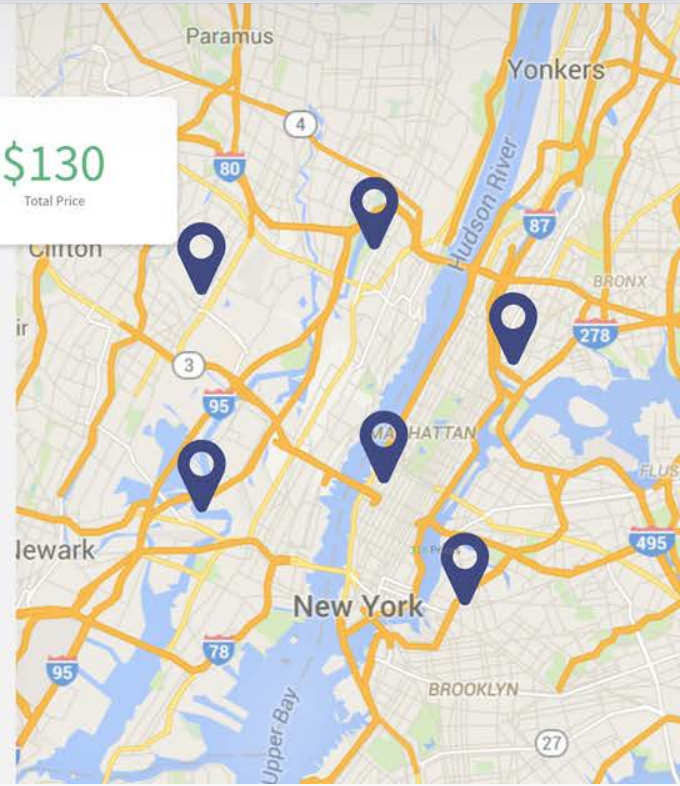 Paramus
Yonkers
4
$130
Total Price
80
Hudson River
87
Clifton
BRONX
278
3
95
MANHATTAN
Newark
495
New York
78
95
BROOKLYN
Upper Bay
27